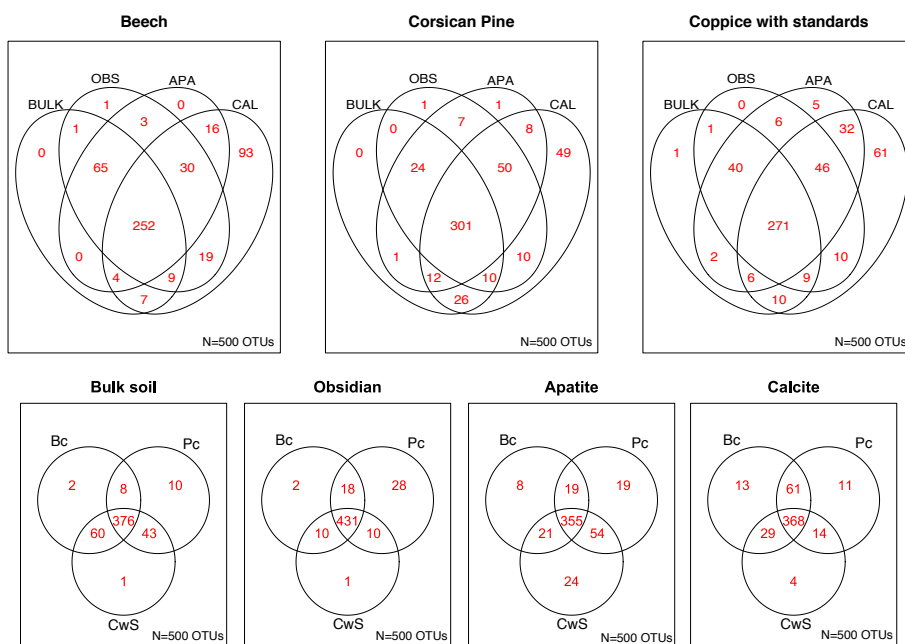 Beech
Corsican Pine
Coppice with standards
OBS APA
BULK CAL
1 0
1 3 16
0 93
65 30
252
0 19
4 9
7
N=500 OTUs
OBS APA
BULK CAL
1 1
0 7 8
0 49
24 50
301
1 10
12 10
26
N=500 OTUs
OBS APA
BULK CAL
0 5
1 6 32
1 61
40 46
271
2 10
6 9
10
N=500 OTUs
Bulk soil
Obsidian
Apatite
Calcite
Bc Pc
2 8 10
376
60 43
1
CwS
N=500 OTUs
Bc Pc
2 18 28
431
10 10
1
CwS
N=500 OTUs
Bc Pc
8 19 19
355
21 54
24
CwS
N=500 OTUs
Bc Pc
13 61 11
368
29 14
4
CwS
N=500 OTUs